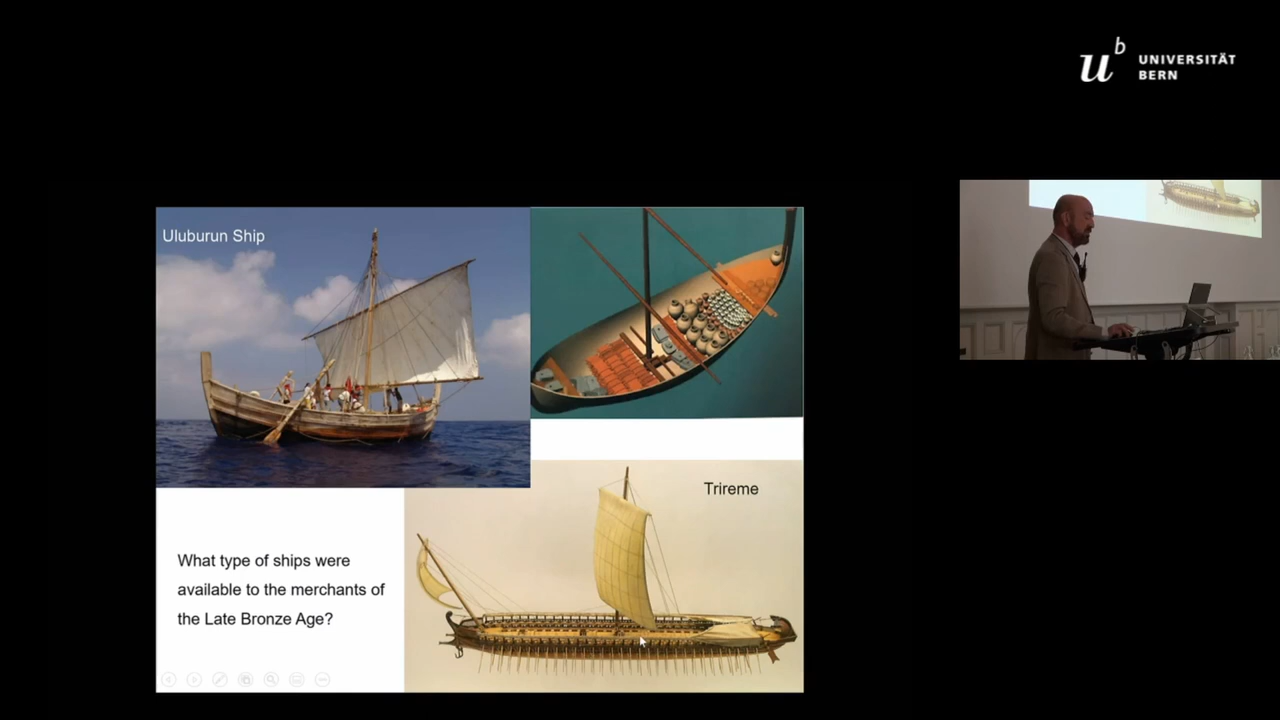 u b
UNIVERSITÄT
BERN
Uluburun Ship
Trireme
What type of ships were
available to the merchants of
the Late Bronze Age?